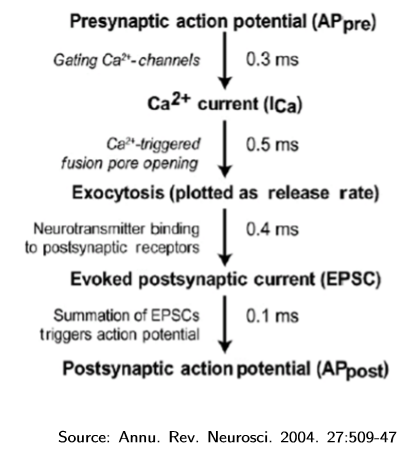 Presynaptic action potential (APpre)
Gating Ca²⁺-channels 0.3 ms
Ca2+ current (ICa)
Ca²⁺-triggered
fusion pore opening 0.5 ms
Exocytosis (plotted as release rate)
Neurotransmitter binding
to postsynaptic receptors 0.4 ms
Evoked postsynaptic current (EPSC)
Summation of EPSCs
triggers action potential 0.1 ms
Postsynaptic action potential (APpost)
Source: Annu. Rev. Neurosci. 2004. 27:509-47